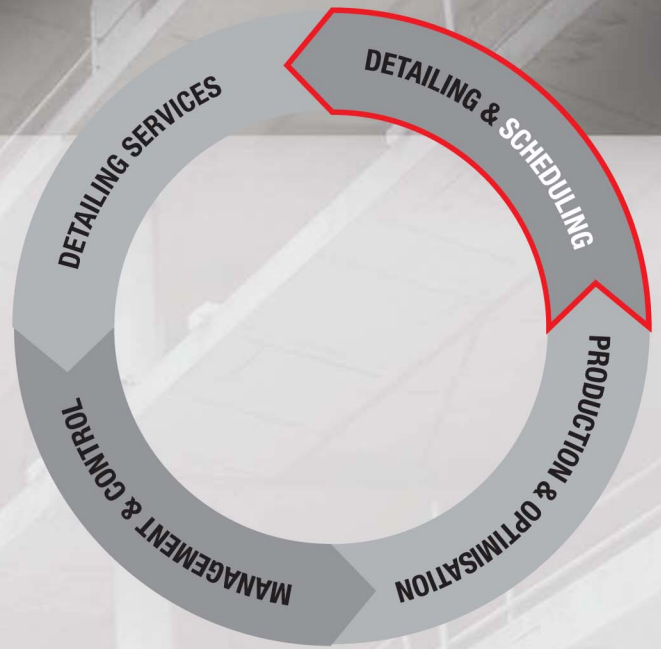 DETAILING & SCHEDULING
PRODUCTION & OPTIMISATION
MANAGEMENT & CONTROL
DETAILING SERVICES